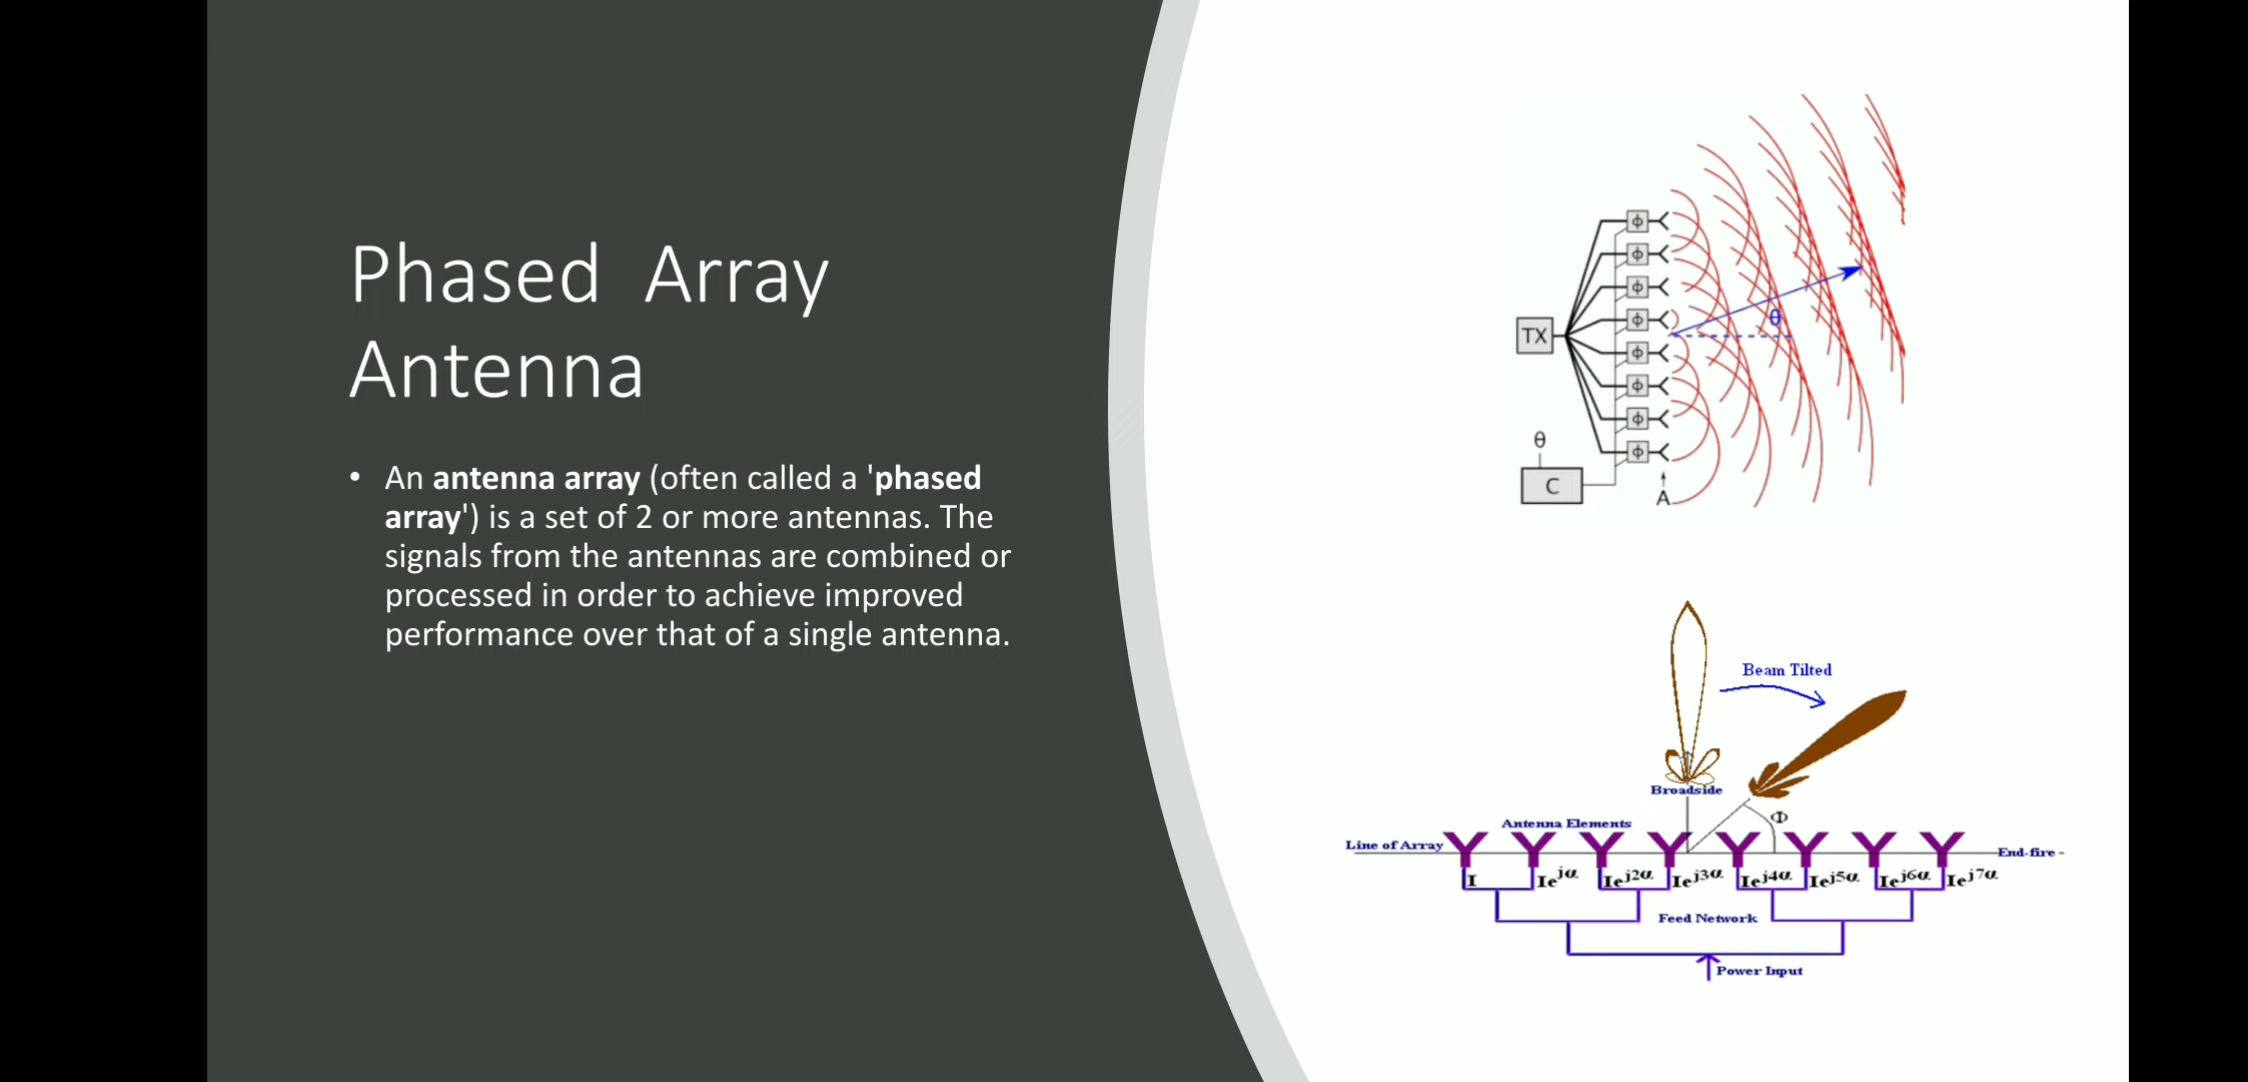 Phased Array
Antenna
• An antenna array (often called a 'phased
array') is a set of 2 or more antennas. The
signals from the antennas are combined or
processed in order to achieve improved
performance over that of a single antenna.
ϕ
ϕ
ϕ
ϕ
ϕ
ϕ
ϕ
ϕ
TX
θ
θ
C
A
Beam Tilted
Broadside
Φ
Antenna Elements
Line of Array
End-fire -
I Ie^jα Ie^j2α Ie^j3α Ie^j4α Ie^j5α Ie^j6α Ie^j7α
Feed Network
Power Input